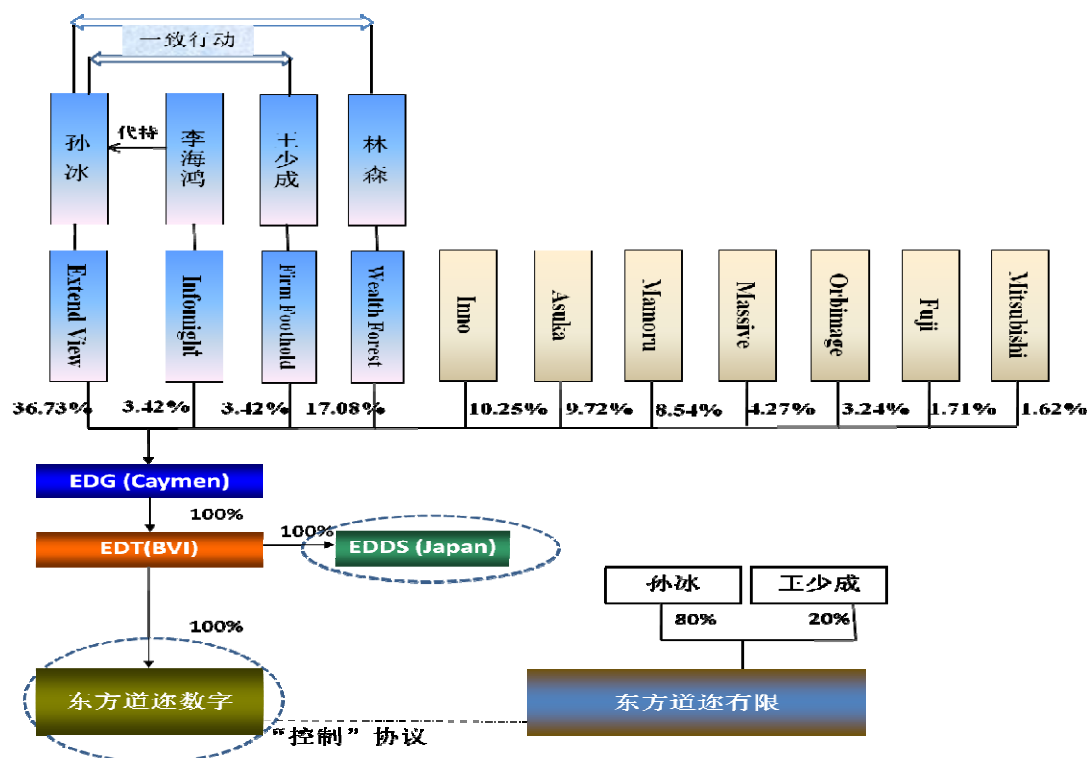 一致行动
孙冰
代持
李海鸿
王少成
林森
Extend View
Infomight
Firm Foothold
Wealth Forest
Inno
Asuka
Mamoru
Massive
Orbimage
Fuji
Mitsubishi
36.73%
3.42%
3.42%
17.08%
10.25%
9.72%
8.54%
4.27%
3.24%
1.71%
1.62%
EDG (Caymen)
100%
EDT(BVI)
100%
EDDS (Japan)
孙冰
王少成
80%
20%
100%
东方道迩数字
东方道迩有限
“控制”协议